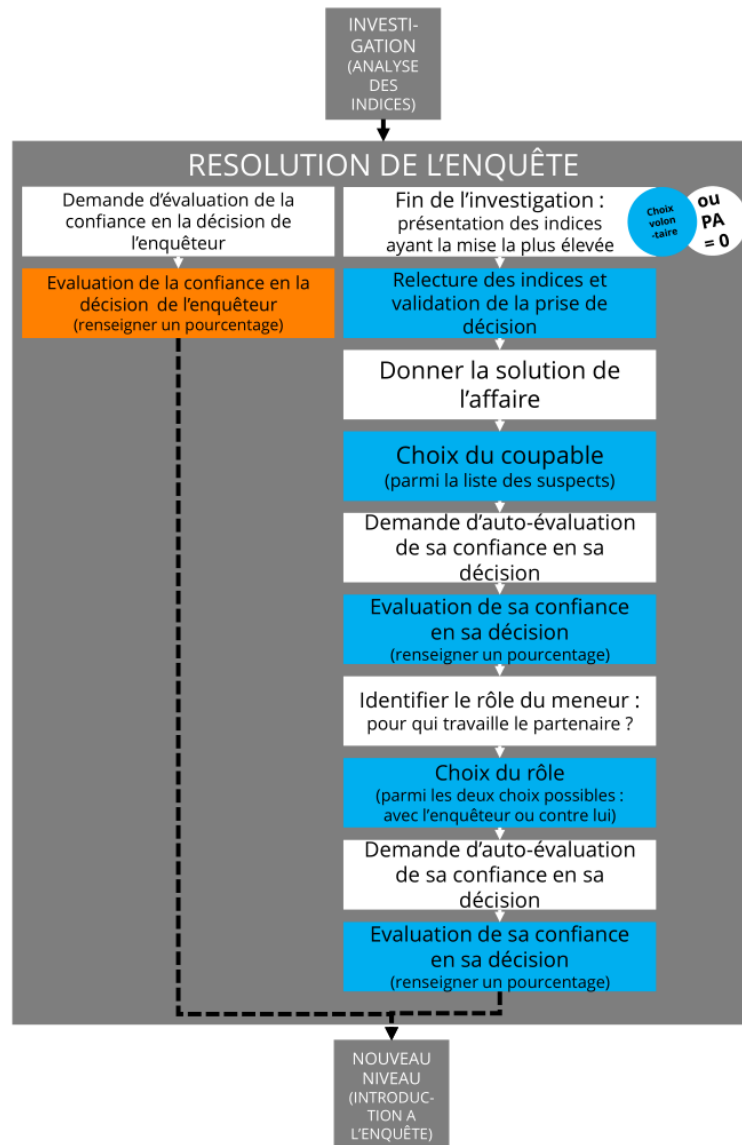 INVESTI-
GATION
(ANALYSE
DES
INDICES)
RESOLUTION DE L'ENQUÊTE
Demande d'évaluation de la
confiance en la décision de
l'enquêteur
Evaluation de la confiance en la
décision de l'enquêteur
(renseigner un pourcentage)
Fin de l'investigation :
présentation des indices
ayant la mise la plus élevée
Choix
volon
-taire
ou
PA
= 0
Relecture des indices et
validation de la prise de
décision
Donner la solution de
l'affaire
Choix du coupable
(parmi la liste des suspects)
Demande d'auto-évaluation
de sa confiance en sa
décision
Evaluation de sa confiance
en sa décision
(renseigner un pourcentage)
Identifier le rôle du meneur :
pour qui travaille le partenaire ?
Choix du rôle
(parmi les deux choix possibles :
avec l'enquêteur ou contre lui)
Demande d'auto-évaluation
de sa confiance en sa
décision
Evaluation de sa confiance
en sa décision
(renseigner un pourcentage)
NOUVEAU
NIVEAU
(INTRODUC-
TION A
L'ENQUÊTE)